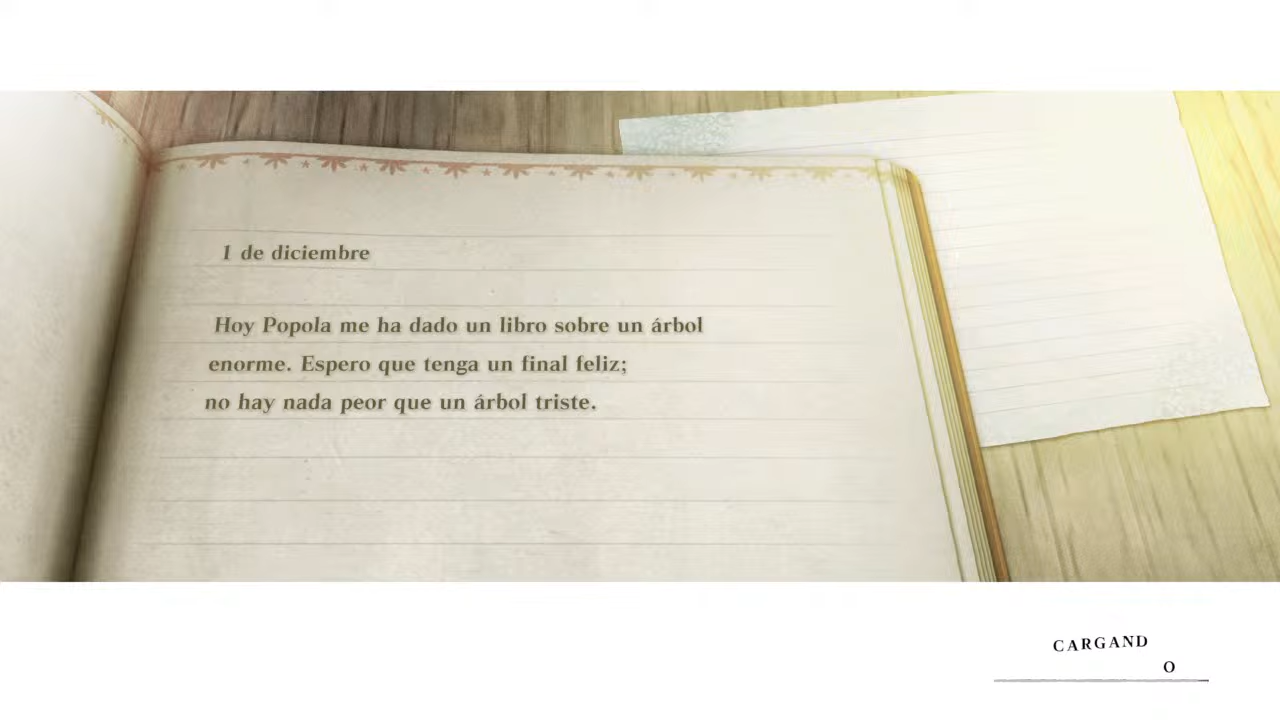 1 de diciembre
Hoy Popola me ha dado un libro sobre un árbol
enorme. Espero que tenga un final feliz;
no hay nada peor que un árbol triste.
CARGANDO